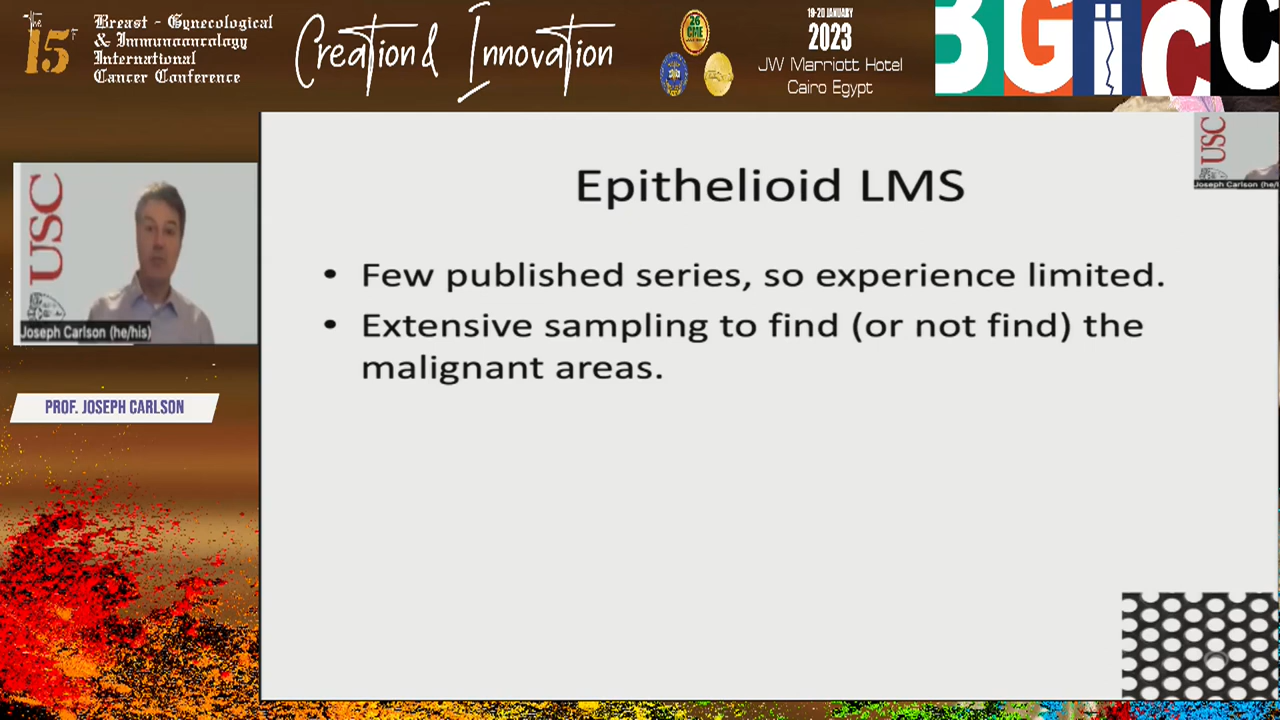 The
15th
Breast - Gynecological
& Immunooncology
International
Cancer Conference
Creation & Innovation
26
CME
18-20 JANUARY
2023
JW Marriott Hotel
Cairo Egypt
BGICC
USC
Joseph Carlson (he/his)
PROF. JOSEPH CARLSON
USC
Joseph Carlson (he/
Epithelioid LMS
• Few published series, so experience limited.
• Extensive sampling to find (or not find) the
malignant areas.